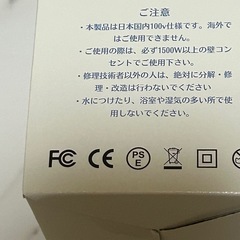 ご注意
・本製品は日本国内100v仕様です。海外で
はご使用できません。
・ご使用の際は、必ず1500W以上の壁コン
セントでご使用ください。
・修理技術者以外の人は、絶対に分解・修
理・改造は行わないでください
・水につけたり、浴室や湿気の多い所で使
用しないでください。
FC CE PSE